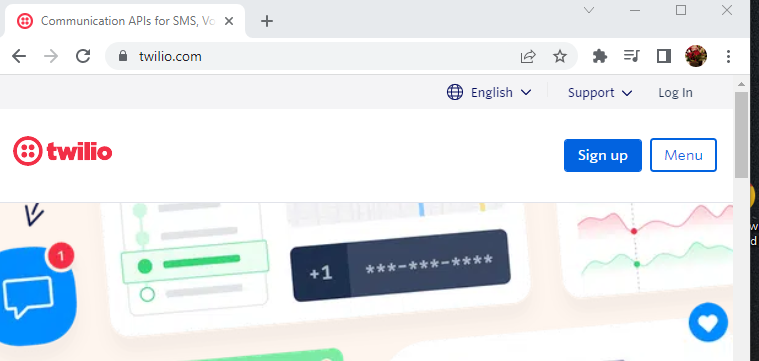 Communication APIs for SMS, Vo
twilio.com
English
Support
Log In
twilio
Sign up
Menu
1
+1 ***-***-****
w
d